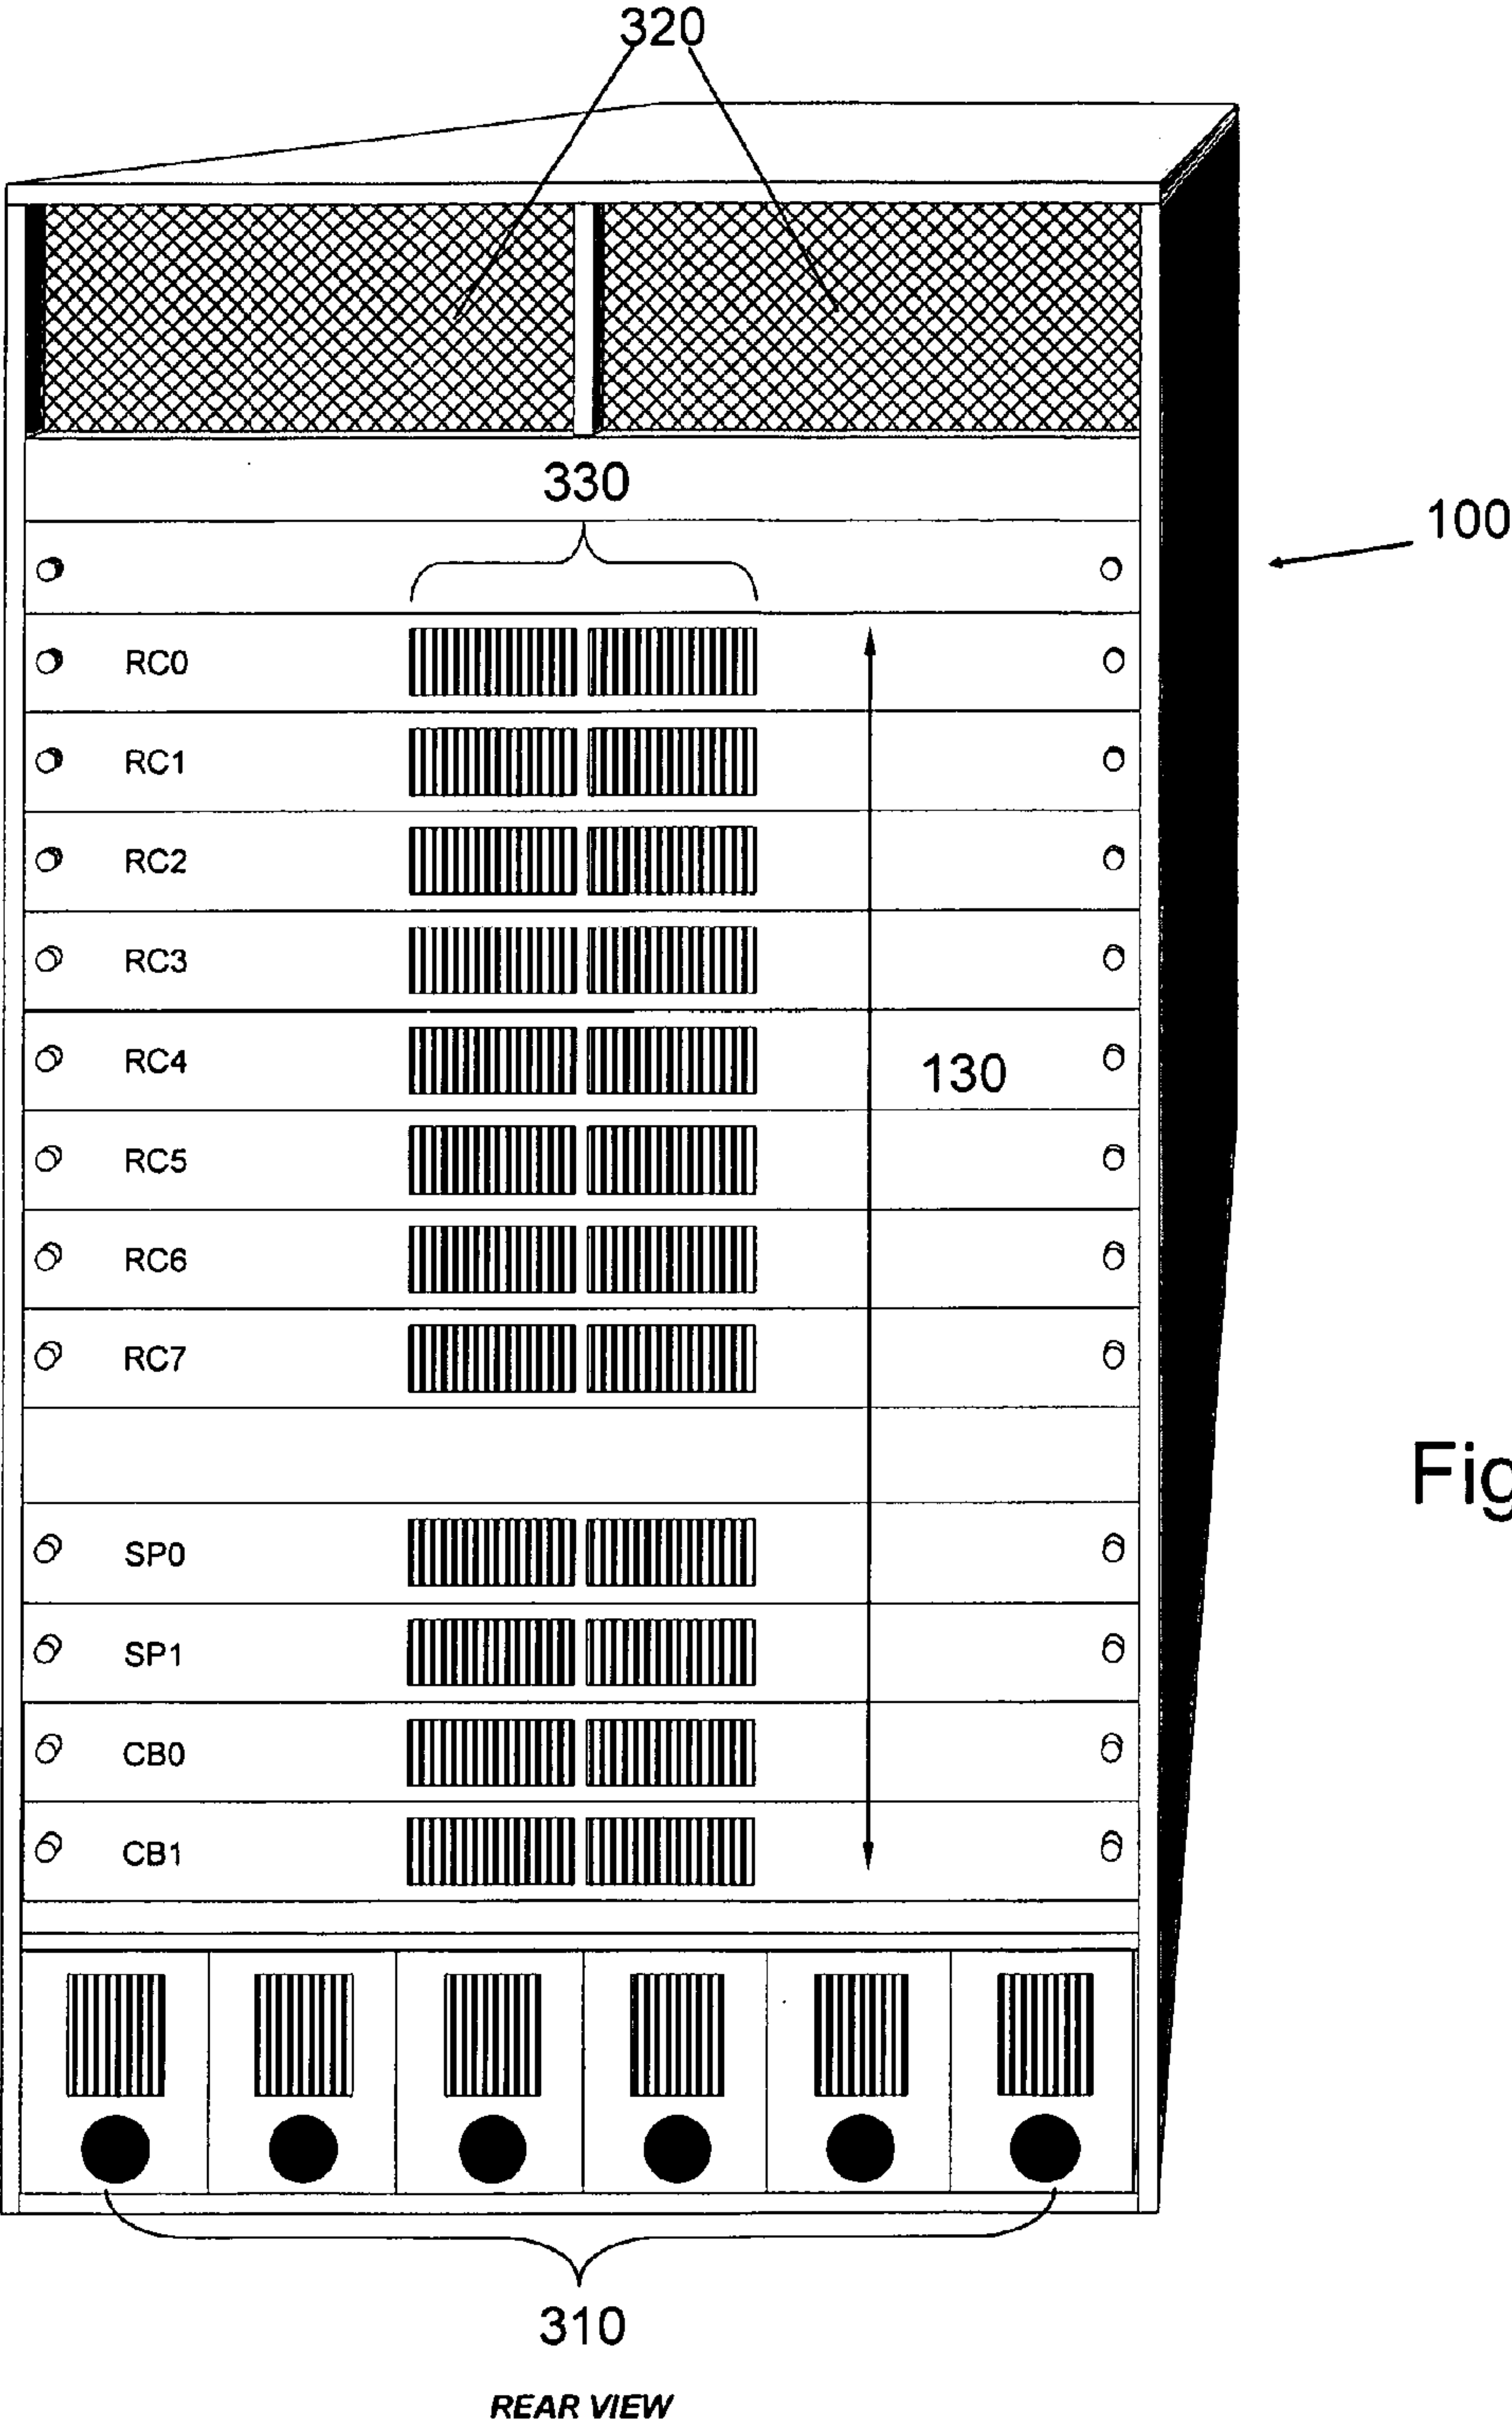 320
330
100
RC0
RC1
RC2
RC3
RC4
130
RC5
RC6
RC7
Fig
SP0
SP1
CB0
CB1
310
REAR VIEW